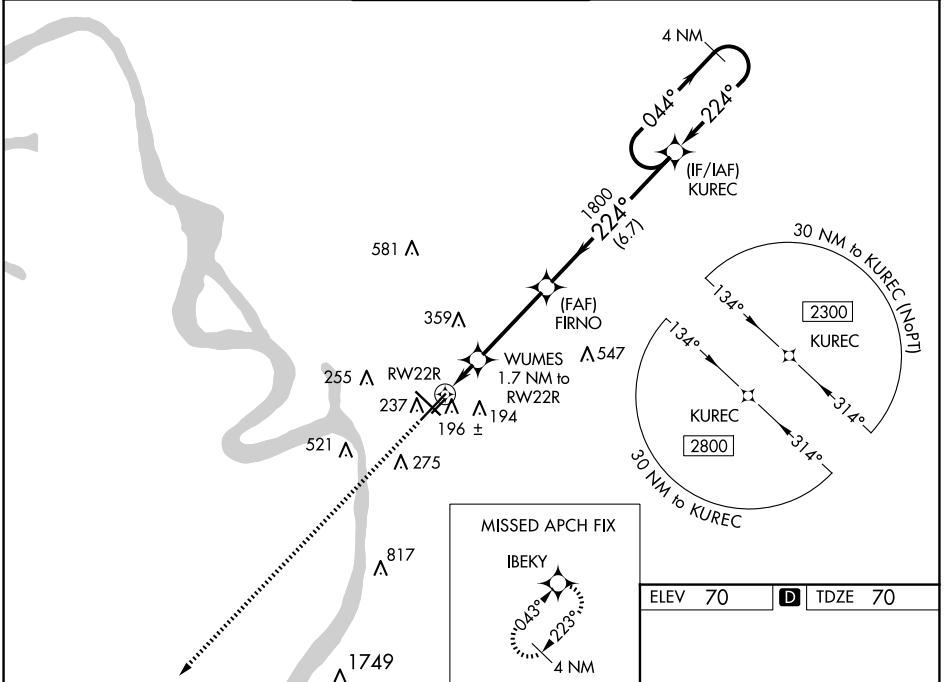 4 NM
044°
224°
(IF/IAF)
KUREC
1800
224°
(6.7)
581
30 NM to KUREC (NoPT)
134°
2300
KUREC
314°
(FAF)
FIRNO
359
134°
KUREC
2800
314°
30 NM to KUREC
WUMES
1.7 NM to
RW22R
547
255
RW22R
237
196 ±
194
521
275
MISSED APCH FIX
IBEKY
043°
223°
4 NM
817
ELEV 70
D
TDZE 70
1749